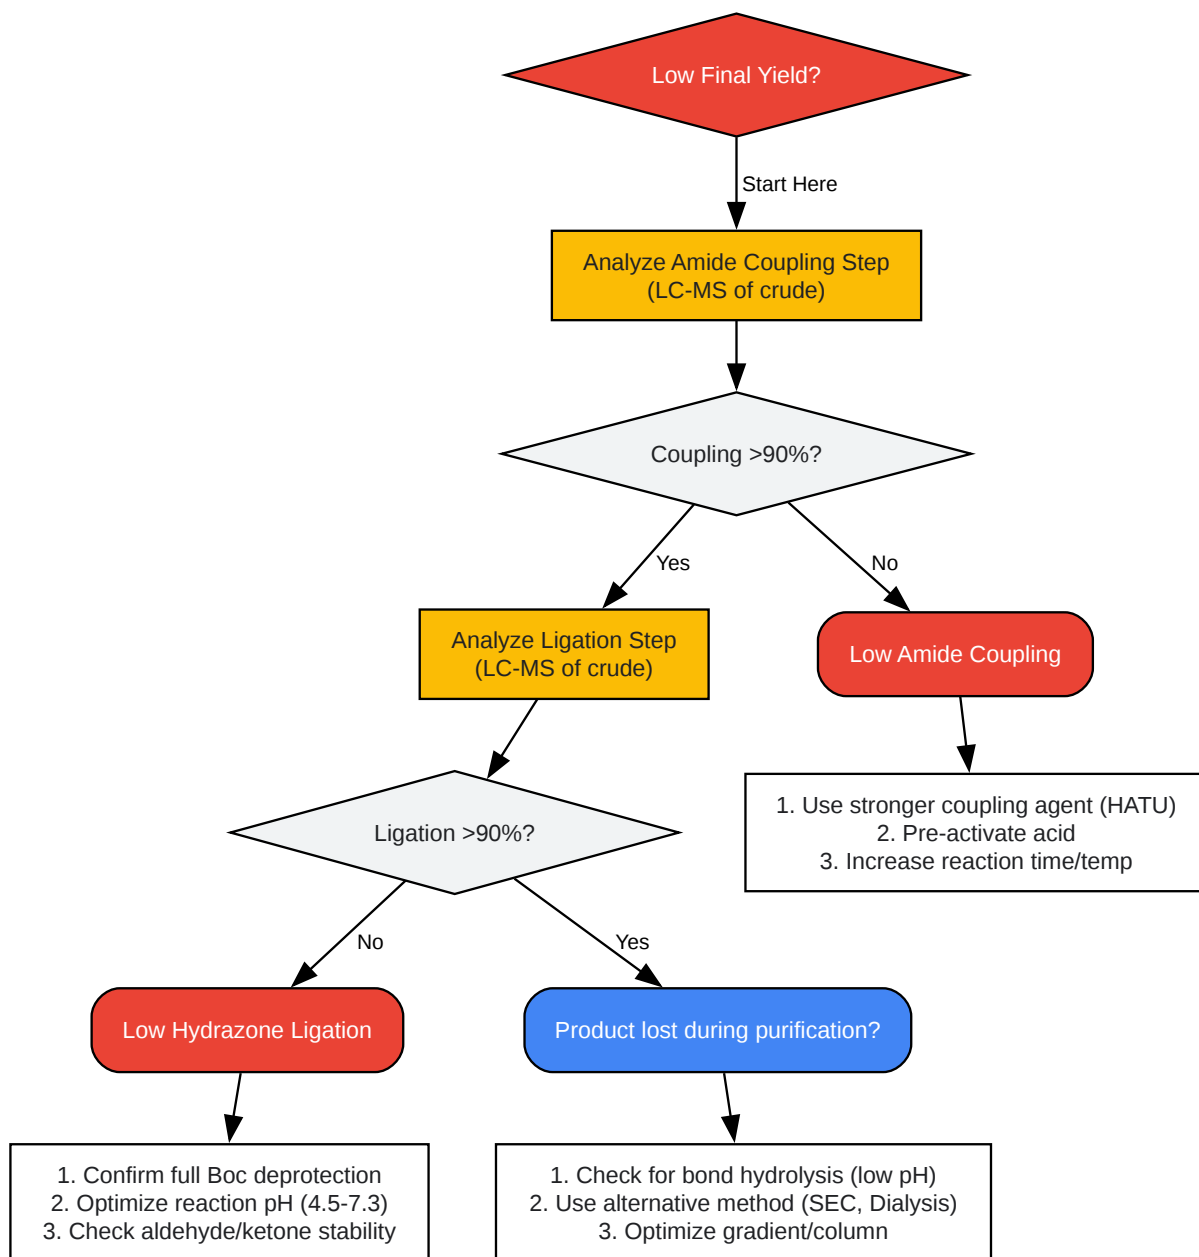 Low Final Yield?
Start Here
Analyze Amide Coupling Step
(LC-MS of crude)
Coupling >90%?
Yes
No
Analyze Ligation Step
(LC-MS of crude)
Low Amide Coupling
Ligation >90%?
1. Use stronger coupling agent (HATU)
2. Pre-activate acid
3. Increase reaction time/temp
No
Yes
Low Hydrazone Ligation
Product lost during purification?
1. Confirm full Boc deprotection
2. Optimize reaction pH (4.5-7.3)
3. Check aldehyde/ketone stability
1. Check for bond hydrolysis (low pH)
2. Use alternative method (SEC, Dialysis)
3. Optimize gradient/column